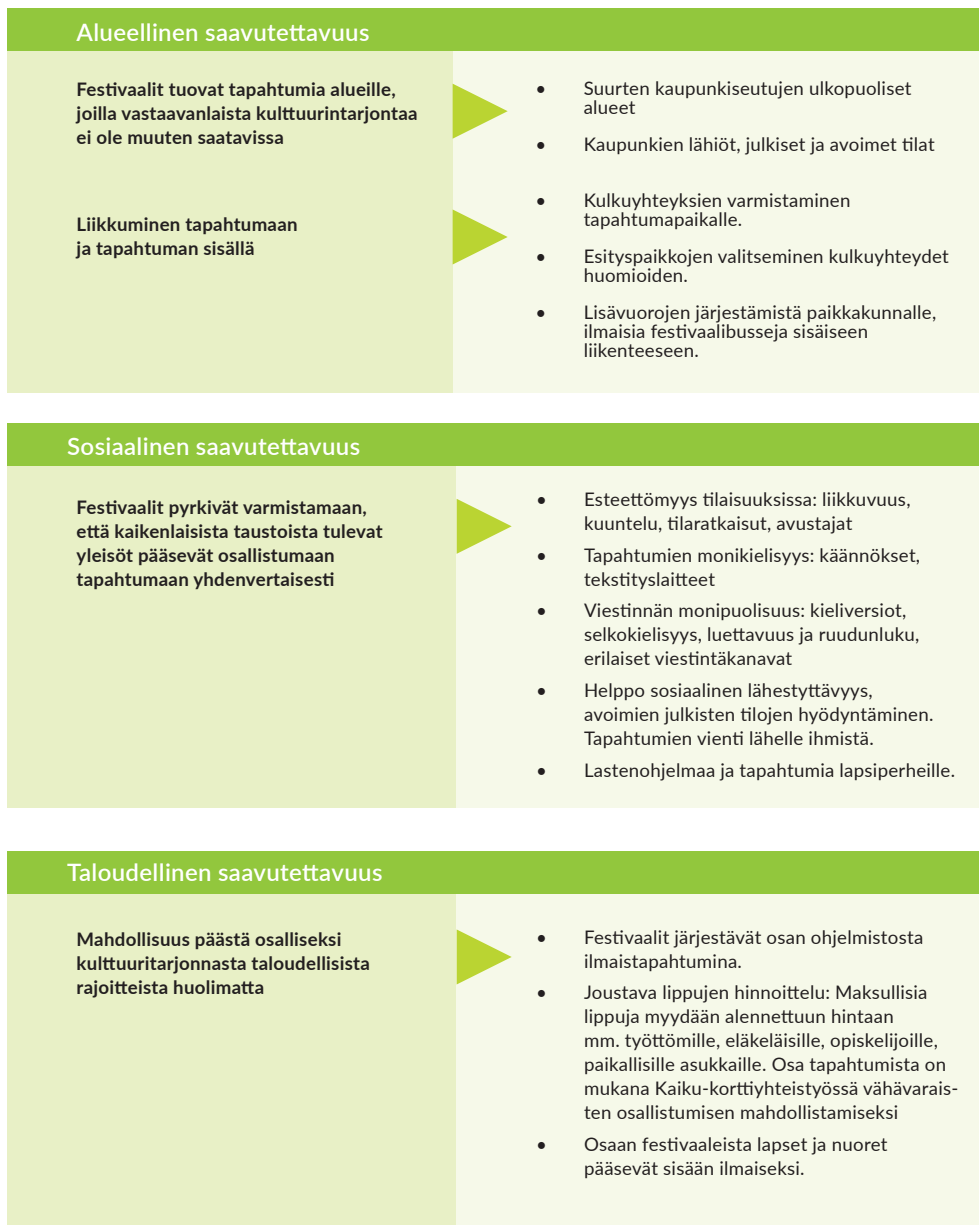 Alueellinen saavutettavuus
Festivaalit tuovat tapahtumia alueille,
joilla vastaavanlaista kulttuurintarjontaa
ei ole muuten saatavissa
• Suurten kaupunkiseutujen ulkopuoliset
alueet
• Kaupunkien lähiöt, julkiset ja avoimet tilat
Liikkuminen tapahtumaan
ja tapahtuman sisällä
• Kulkuyhteyksien varmistaminen
tapahtumapaikalle.
• Esityspaikkojen valitseminen kulkuyhteydet
huomioiden.
• Lisävuorojen järjestämistä paikkakunnalle,
ilmaisia festivaalibusseja sisäiseen
liikenteeseen.
Sosiaalinen saavutettavuus
Festivaalit pyrkivät varmistamaan,
että kaikenlaisista taustoista tulevat
yleisöt pääsevät osallistumaan
tapahtumaan yhdenvertaisesti
• Esteettömyys tilaisuuksissa: liikkuvuus,
kuuntelu, tilaratkaisut, avustajat
• Tapahtumien monikielisyys: käännökset,
tekstityslaitteet
• Viestinnän monipuolisuus: kieliversiot,
selkokielisyys, luettavuus ja ruudunluku,
erilaiset viestintäkanavat
• Helppo sosiaalinen lähestyttävyys,
avoimien julkisten tilojen hyödyntäminen.
Tapahtumien vienti lähelle ihmistä.
• Lastenohjelmaa ja tapahtumia lapsiperheille.
Taloudellinen saavutettavuus
Mahdollisuus päästä osalliseksi
kulttuuritarjonnasta taloudellisista
rajoitteista huolimatta
• Festivaalit järjestävät osan ohjelmistosta
ilmaistapahtumina.
• Joustava lippujen hinnoittelu: Maksullisia
lippuja myydään alennettuun hintaan
mm. työttömille, eläkeläisille, opiskelijoille,
paikallisille asukkaille. Osa tapahtumista on
mukana Kaiku-korttiyhteistyössä vähävarais-
ten osallistumisen mahdollistamiseksi
• Osaan festivaaleista lapset ja nuoret
pääsevät sisään ilmaiseksi.